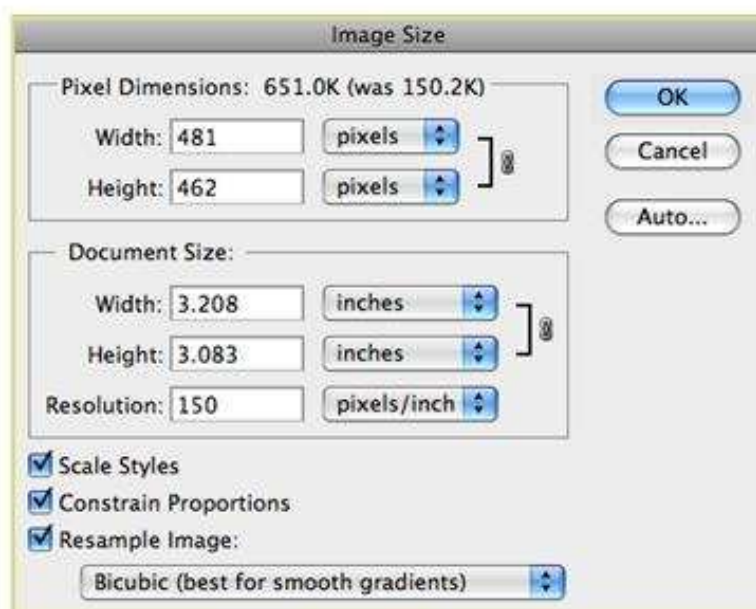 Image Size
Pixel Dimensions: 651.0K (was 150.2K)
Width: 481 pixels
Height: 462 pixels
OK
Cancel
Auto...
Document Size:
Width: 3.208 inches
Height: 3.083 inches
Resolution: 150 pixels/inch
Scale Styles
Constrain Proportions
Resample Image:
Bicubic (best for smooth gradients)